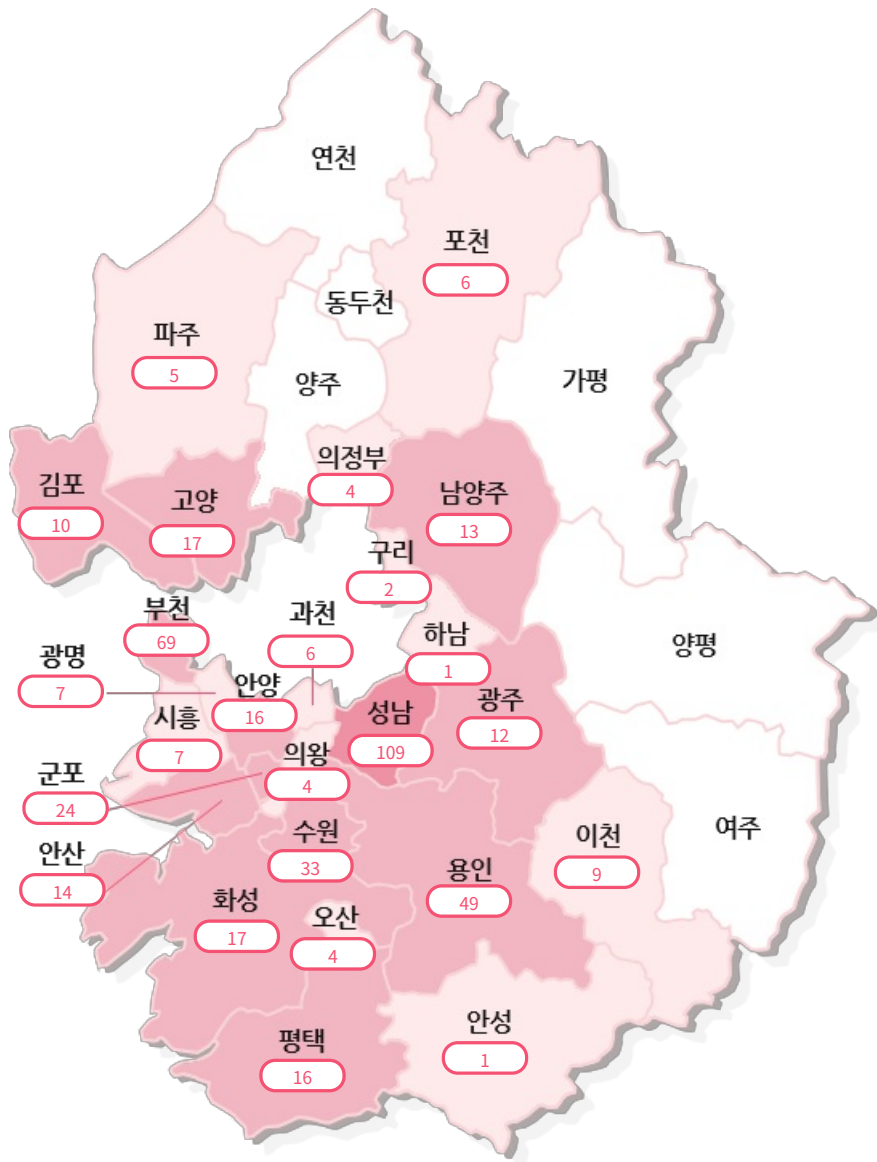 연천
포천
6
동두천
파주
5
양주
가평
의정부
4
김포
10
고양
17
남양주
13
구리
2
부천
69
과천
6
하남
1
양평
광명
7
안양
16
시흥
7
성남
109
광주
12
의왕
4
군포
24
수원
33
이천
9
여주
안산
14
용인
49
화성
17
오산
4
안성
1
평택
16